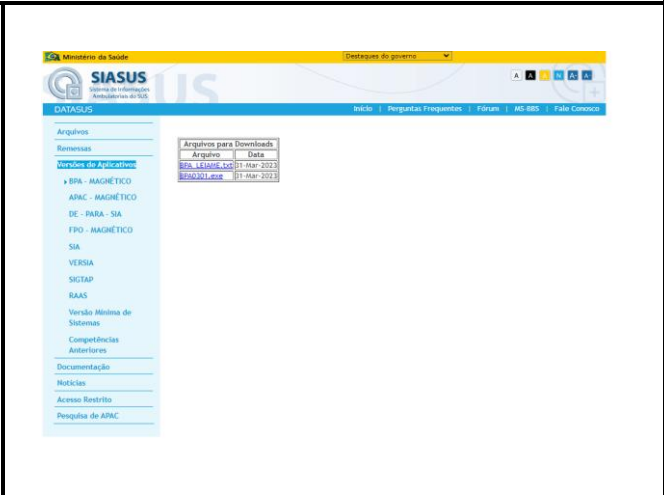 Ministério da Saúde
Destaques do governo
SIASUS
Sistema de Informações
Ambulatoriais do SUS
A A A N A- A+
DATASUS
Início | Perguntas Frequentes | Fórum | MS-BBS | Fale Conosco
Arquivos
Remessas
Versões de Aplicativos
BPA - MAGNÉTICO
APAC - MAGNÉTICO
DE - PARA - SIA
FPO - MAGNÉTICO
SIA
VERSIA
SIGTAP
RAAS
Versão Mínima de
Sistemas
Competências
Anteriores
Documentação
Notícias
Acesso Restrito
Pesquisa de APAC
Arquivos para Downloads
Arquivo Data
BPA_LEIAME.txt 31-Mar-2023
BPA0301.exe 31-Mar-2023